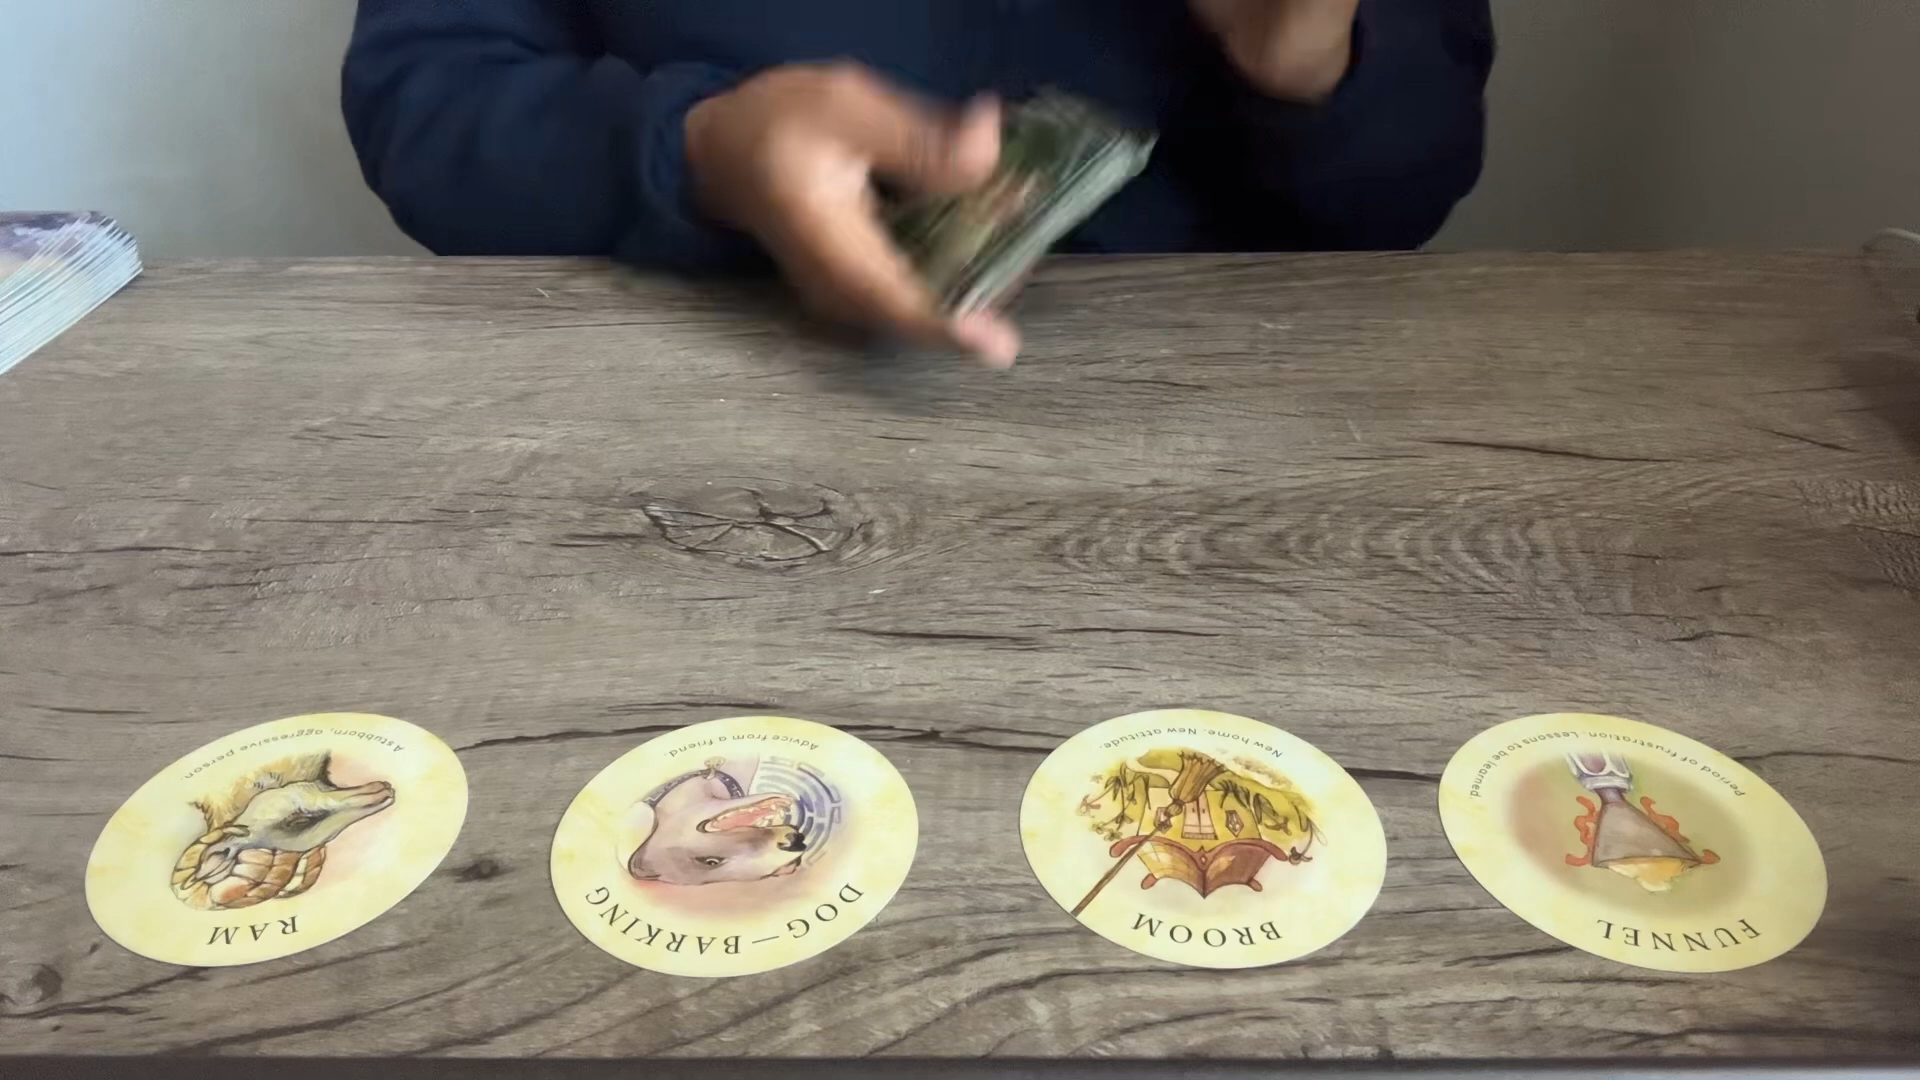 A stubborn, aggressive person.
RAM
Advice from a friend.
DOG—BARKING
New home. New attitude.
BROOM
Period of frustration. Lessons to be learned.
FUNNEL